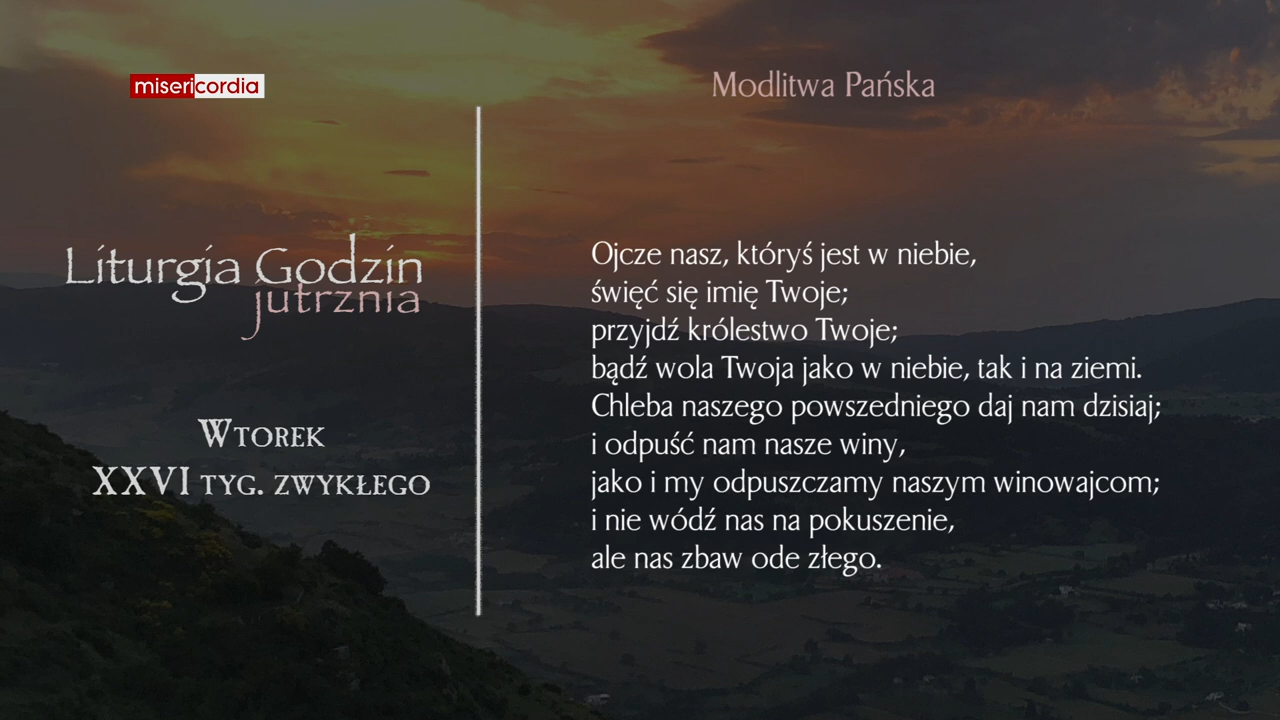 misericordia
Liturgia Godzin
jutrznia
Wtorek
XXVI tyg. zwykłego
Modlitwa Pańska
Ojcze nasz, któryś jest w niebie,
święć się imię Twoje;
przyjdź królestwo Twoje;
bądź wola Twoja jako w niebie, tak i na ziemi.
Chleba naszego powszedniego daj nam dzisiaj;
i odpuść nam nasze winy,
jako i my odpuszczamy naszym winowajcom;
i nie wódź nas na pokuszenie,
ale nas zbaw ode złego.